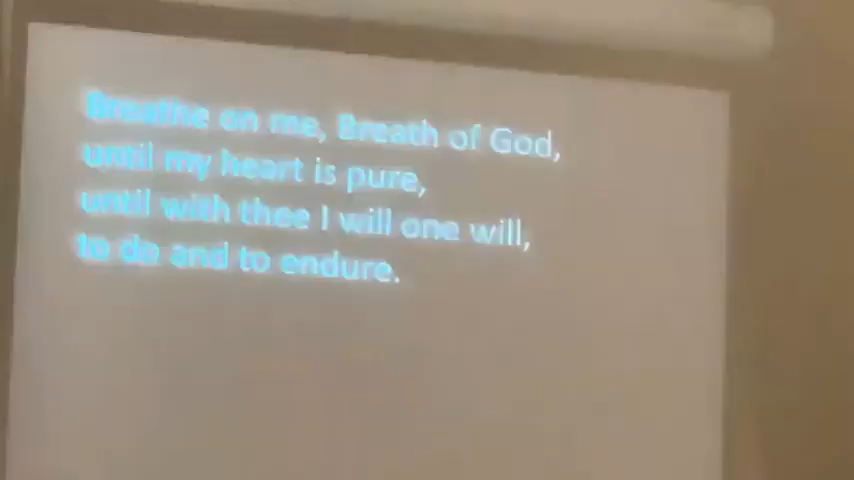 Breathe on me, Breath of God,
until my heart is pure,
until with thee I will one will,
to do and to endure.